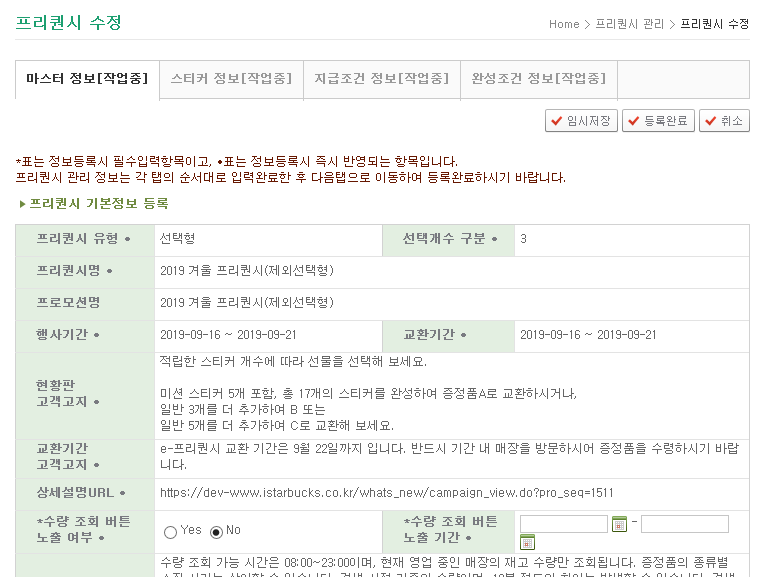 프리퀀시 수정
Home > 프리퀀시 관리 > 프리퀀시 수정
마스터 정보[작업중] 스티커 정보[작업중] 지급조건 정보[작업중] 완성조건 정보[작업중]
임시저장 등록완료 취소
*표는 정보등록시 필수입력항목이고, •표는 정보등록시 즉시 반영되는 항목입니다.
프리퀀시 관리 정보는 각 탭의 순서대로 입력완료한 후 다음탭으로 이동하여 등록완료하시기 바랍니다.
프리퀀시 기본정보 등록
프리퀀시 유형 • 선택형 선택개수 구분 • 3
프리퀀시명 • 2019 겨울 프리퀀시(제외선택형)
프로모션명 2019 겨울 프리퀀시(제외선택형)
행사기간 • 2019-09-16 ~ 2019-09-21 교환기간 • 2019-09-16 ~ 2019-09-21
현황판
고객고지 •
적립한 스티커 개수에 따라 선물을 선택해 보세요.
미션 스티커 5개 포함, 총 17개의 스티커를 완성하여 증정품A로 교환하시거나,
일반 3개를 더 추가하여 B 또는
일반 5개를 더 추가하여 C로 교환해 보세요.
교환기간
고객고지 •
e-프리퀀시 교환 기간은 9월 22일까지 입니다. 반드시 기간 내 매장을 방문하시어 증정품을 수령하시기 바랍
니다.
상세설명URL • https://dev-www.istarbucks.co.kr/whats_new/campaign_view.do?pro_seq=1511
*수량 조회 버튼
노출 여부 •
Yes No
*수량 조회 버튼
노출 기간 •
-
수량 조회 가능 시간은 08:00~23:00이며, 현재 영업 중인 매장의 재고 수량만 조회됩니다. 증정품의 종류별